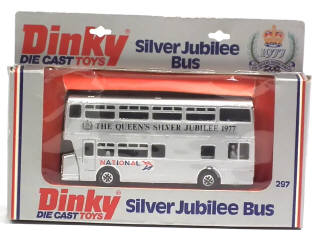 Dinky
DIE CAST TOYS
Silver Jubilee
Bus
1977
THE QUEEN'S SILVER JUBILEE 1977
NATIONAL
Dinky
DIE CAST TOYS
Silver Jubilee Bus
297